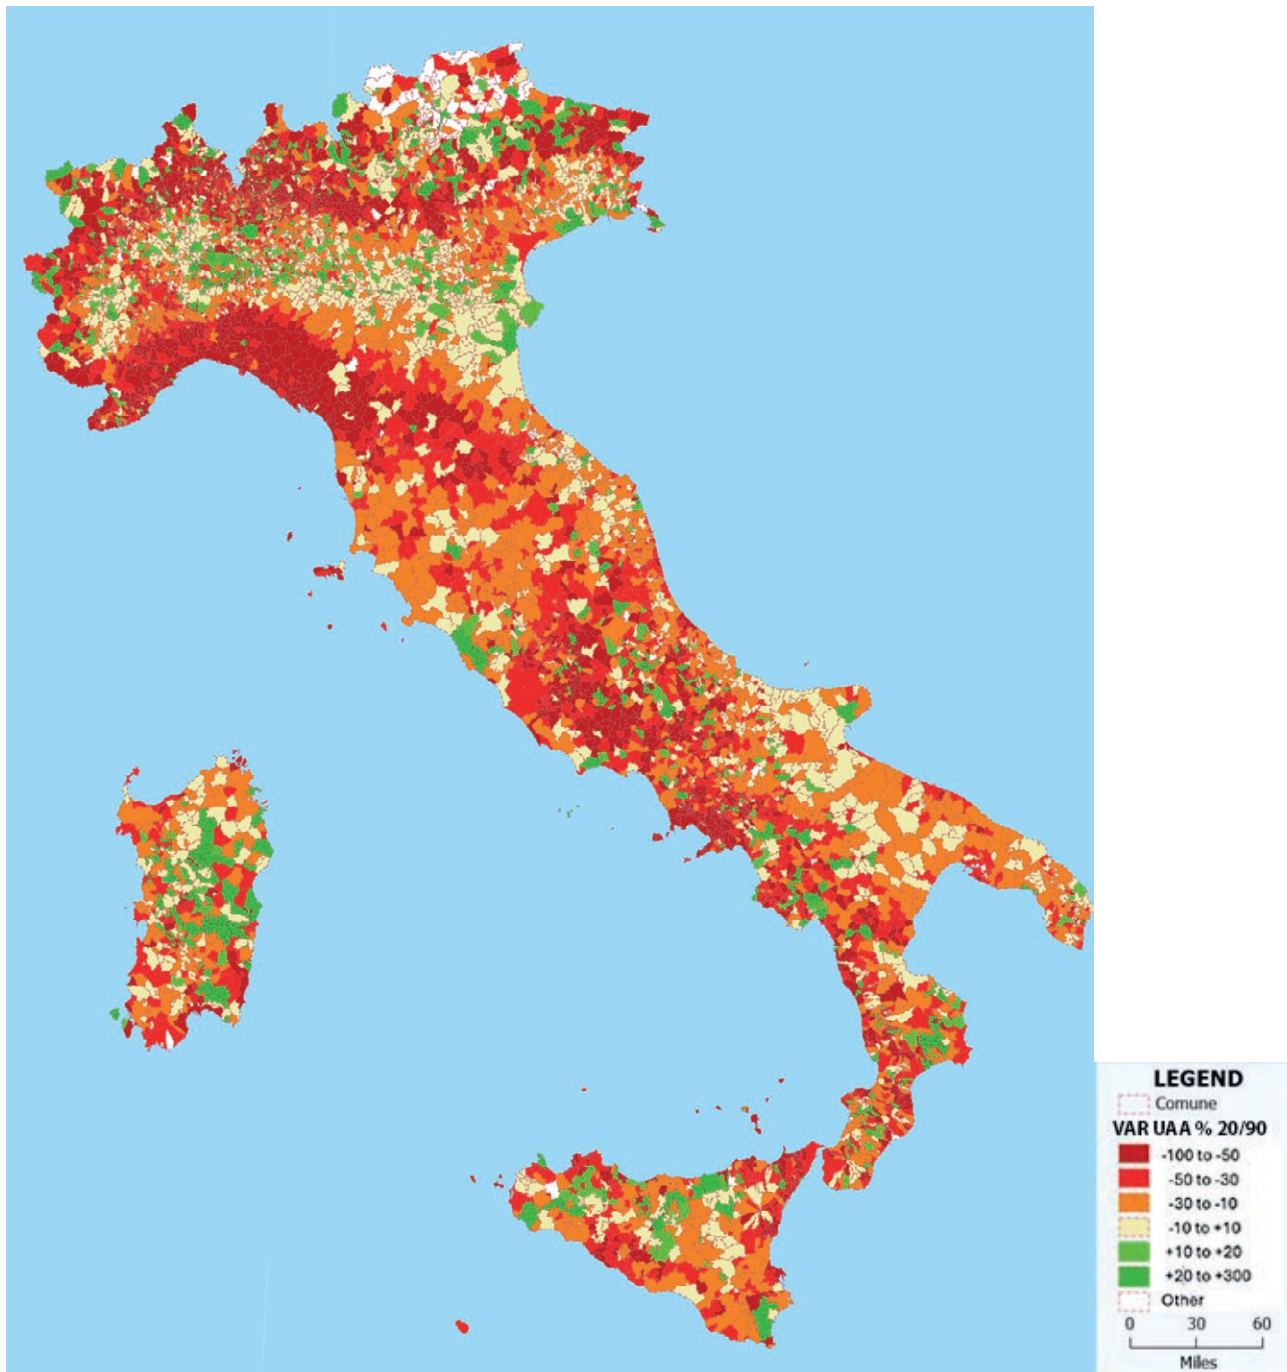 LEGEND
Comune
VAR UAA % 20/90
-100 to -50
-50 to -30
-30 to -10
-10 to +10
+10 to +20
+20 to +300
Other
0 30 60
Miles